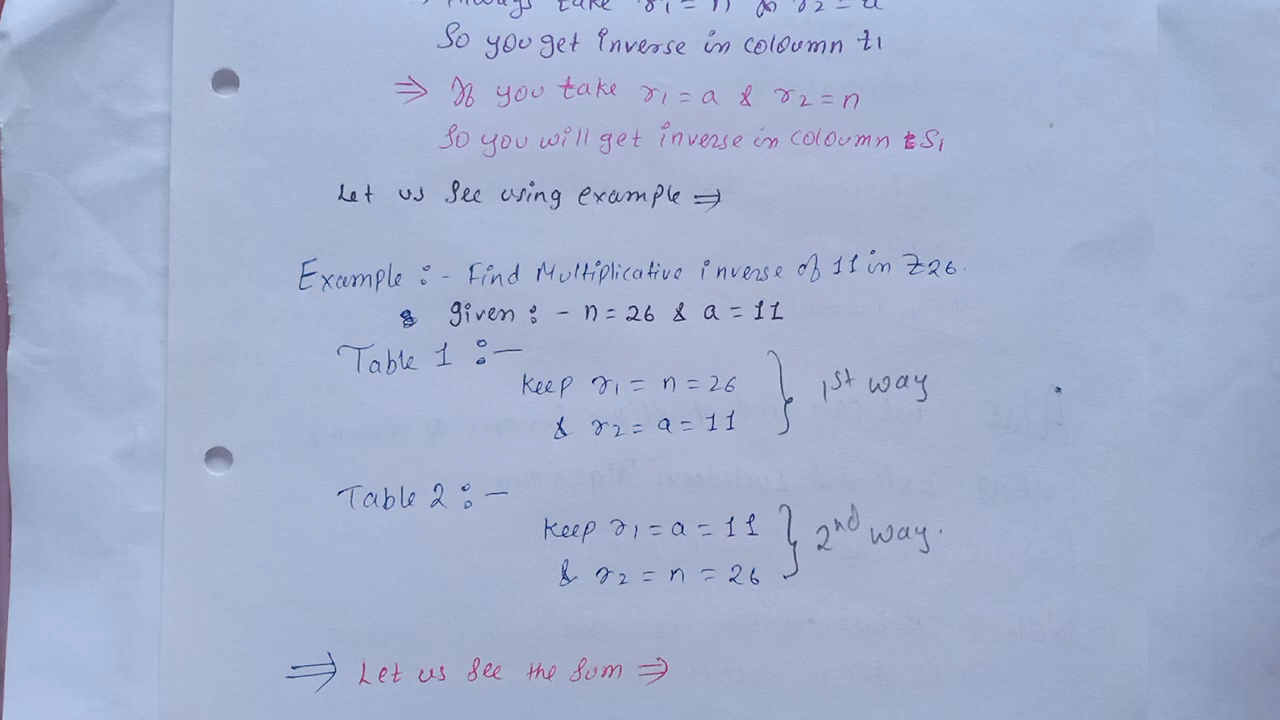 take r1 = n & r2 = a
So you get inverse in coloumn t1
⇒ If you take r1 = a & r2 = n
So you will get inverse in coloumn S1
Let us See using example ⇒
Example :- Find Multiplicative inverse of 11 in Z26.
given :- n = 26 & a = 11
Table 1 :-
Keep r1 = n = 26
& r2 = a = 11
} 1st way
Table 2 :-
Keep r1 = a = 11
& r2 = n = 26
} 2nd way.
⇒ Let us See the Sum ⇒